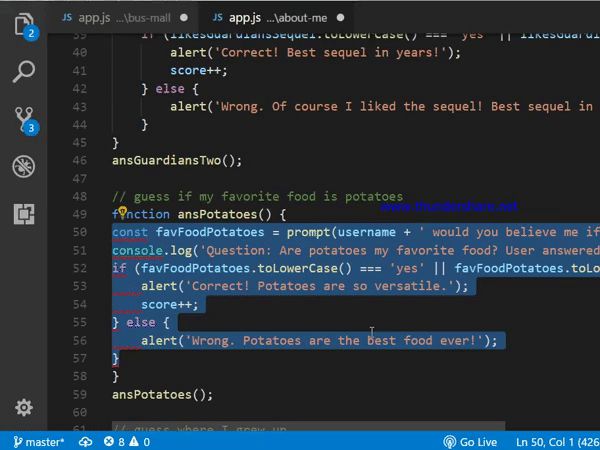 app.js ...\bus-mall
app.js ...\about-me
39 if (likesGuardiansSequel.toLowerCase() === 'yes' || likesGuardi
40 alert('Correct! Best sequel in years!');
41 score++;
42 } else {
43 alert('Wrong. Of course I liked the sequel! Best sequel in
44 }
45 }
46 ansGuardiansTwo();
47
48 // guess if my favorite food is potatoes
www.thundershare.net
49 function ansPotatoes() {
50 const favFoodPotatoes = prompt(username + ' would you believe me if
51 console.log('Question: Are potatoes my favorite food? User answered
52 if (favFoodPotatoes.toLowerCase() === 'yes' || favFoodPotatoes.toLo
53 alert('Correct! Potatoes are so versatile.');
54 score++;
55 } else {
56 alert('Wrong. Potatoes are the best food ever!');
57 }
58 }
59 ansPotatoes();
60
61 // guess where I grew up
2
3
master*
8
0
Go Live
Ln 50, Col 1 (426